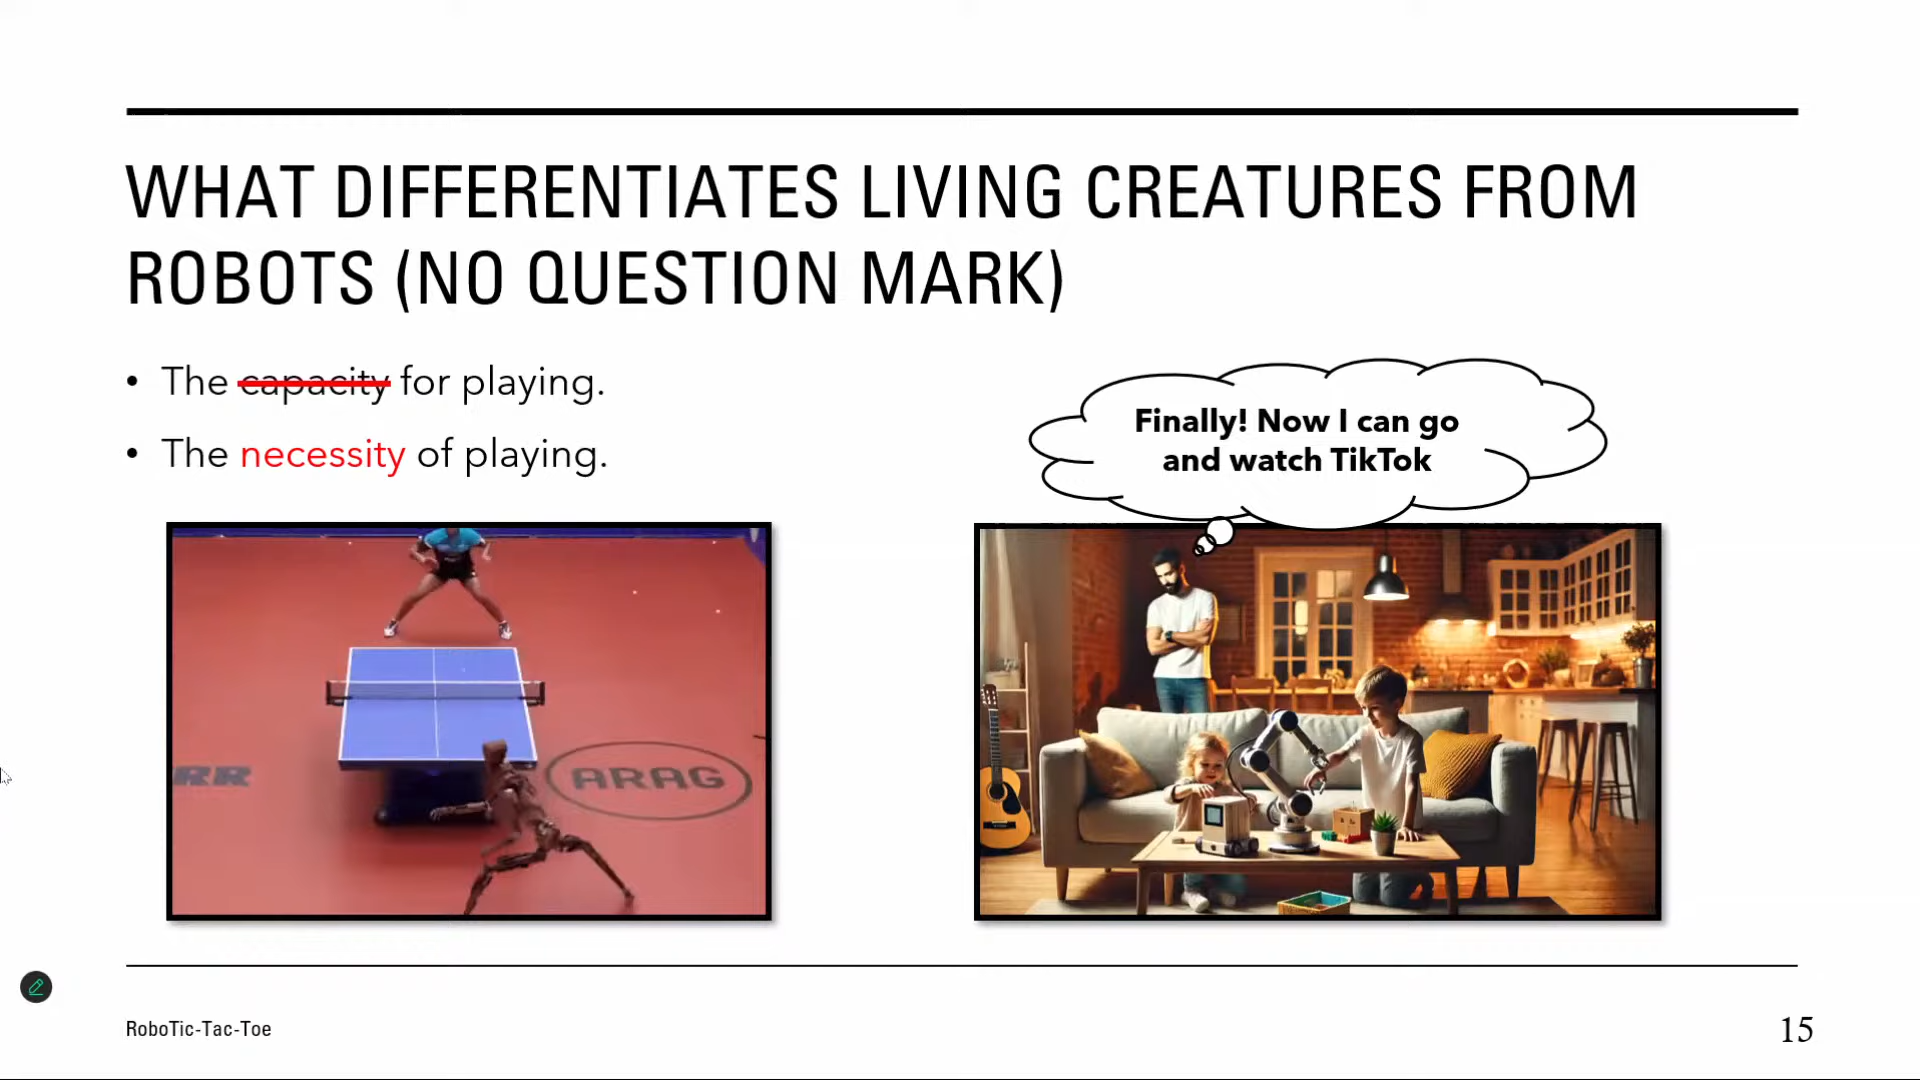 WHAT DIFFERENTIATES LIVING CREATURES FROM
ROBOTS (NO QUESTION MARK)
• The capacity for playing.
• The necessity of playing.
Finally! Now I can go
and watch TikTok
RR
ARAG
RoboTic-Tac-Toe
15